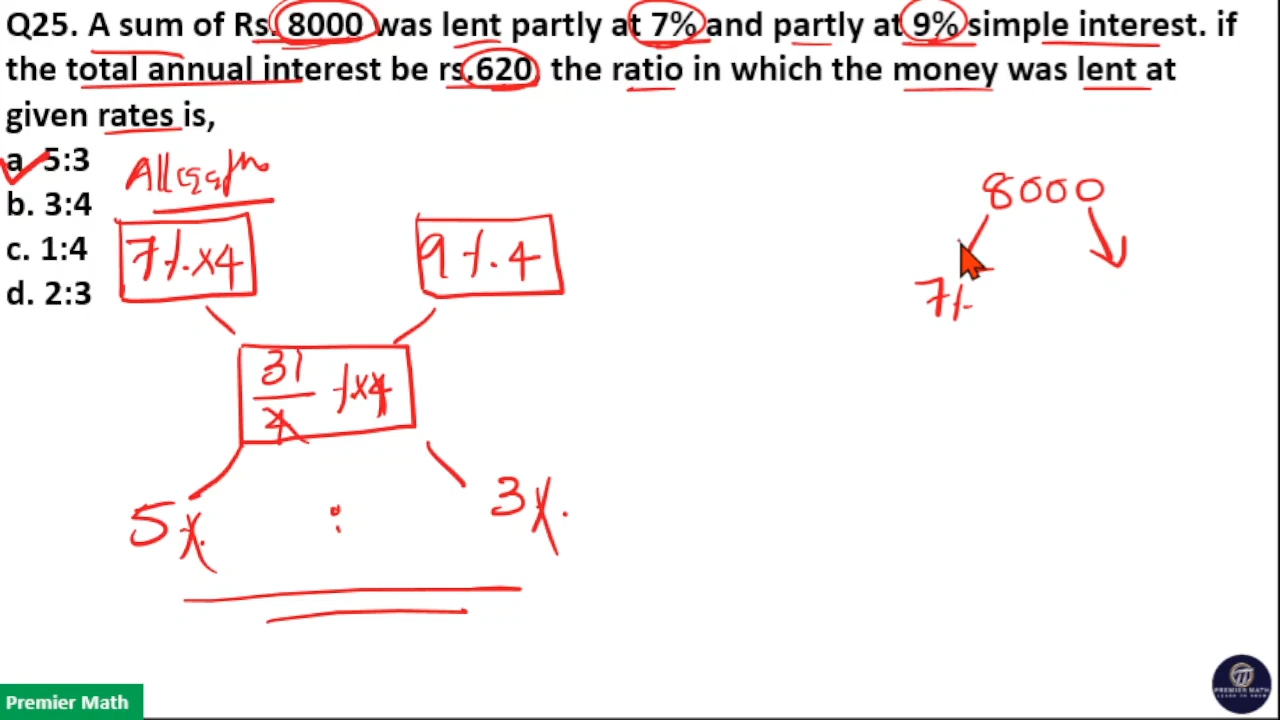 Q25. A sum of Rs. 8000 was lent partly at 7% and partly at 9% simple interest. if
the total annual interest be rs.620, the ratio in which the money was lent at
given rates is,
a 5:3
b. 3:4
c. 1:4
d. 2:3
7%×4
9%.4
31
4
%×4
5%
:
3%.
8000
7%
Premier Math
PREMIER MATH